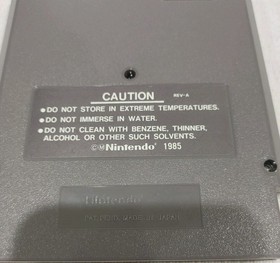 CAUTION REV-A
•DO NOT STORE IN EXTREME TEMPERATURES.
•DO NOT IMMERSE IN WATER.
•DO NOT CLEAN WITH BENZENE, THINNER,
ALCOHOL OR OTHER SUCH SOLVENTS.
©Ⓜ Nintendo® 1985
Nintendo